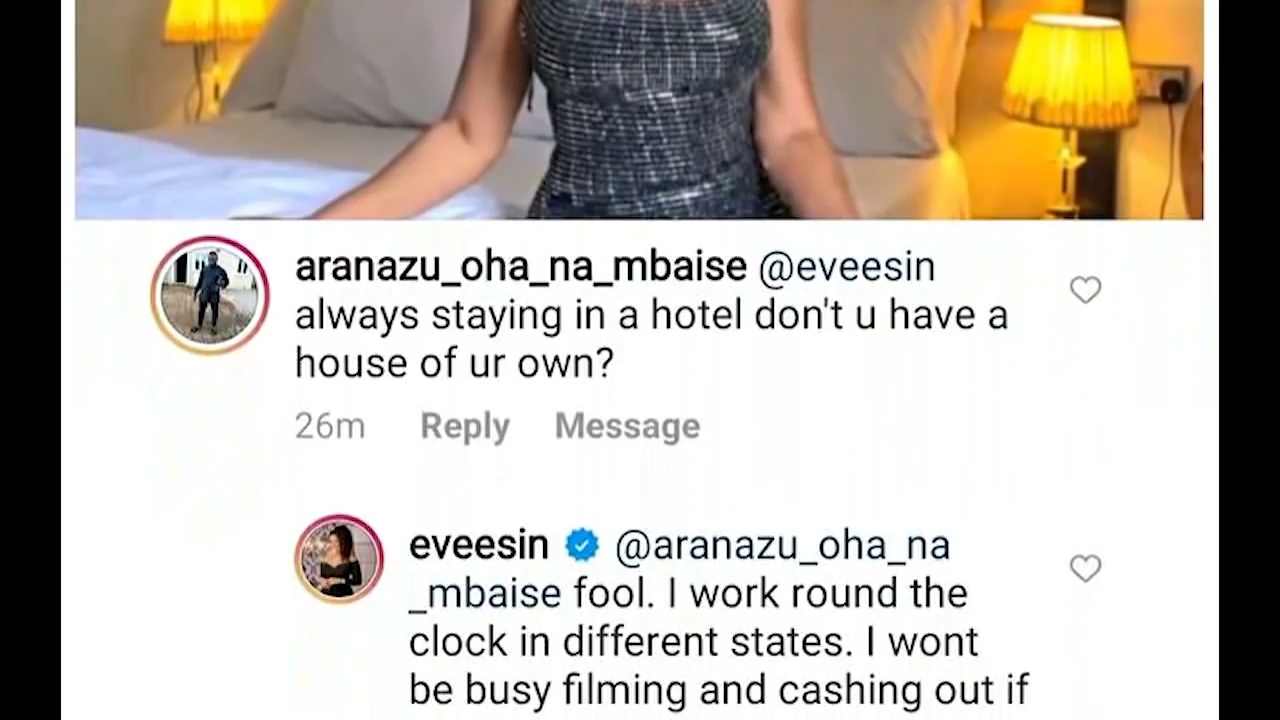 aranazu_oha_na_mbaise @eveesin
always staying in a hotel don't u have a
house of ur own?
26m Reply Message
eveesin @aranazu_oha_na
_mbaise fool. I work round the
clock in different states. I wont
be busy filming and cashing out if